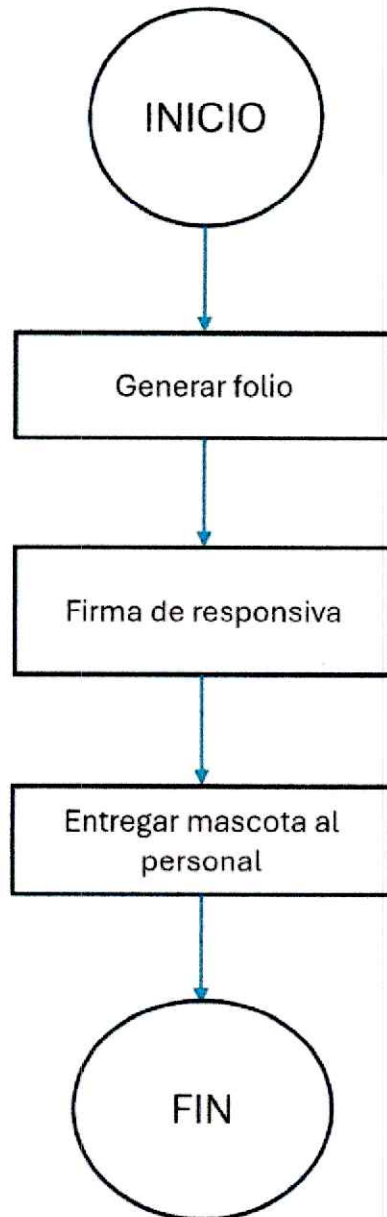 INICIO
Generar folio
Firma de responsiva
Entregar mascota al
personal
FIN